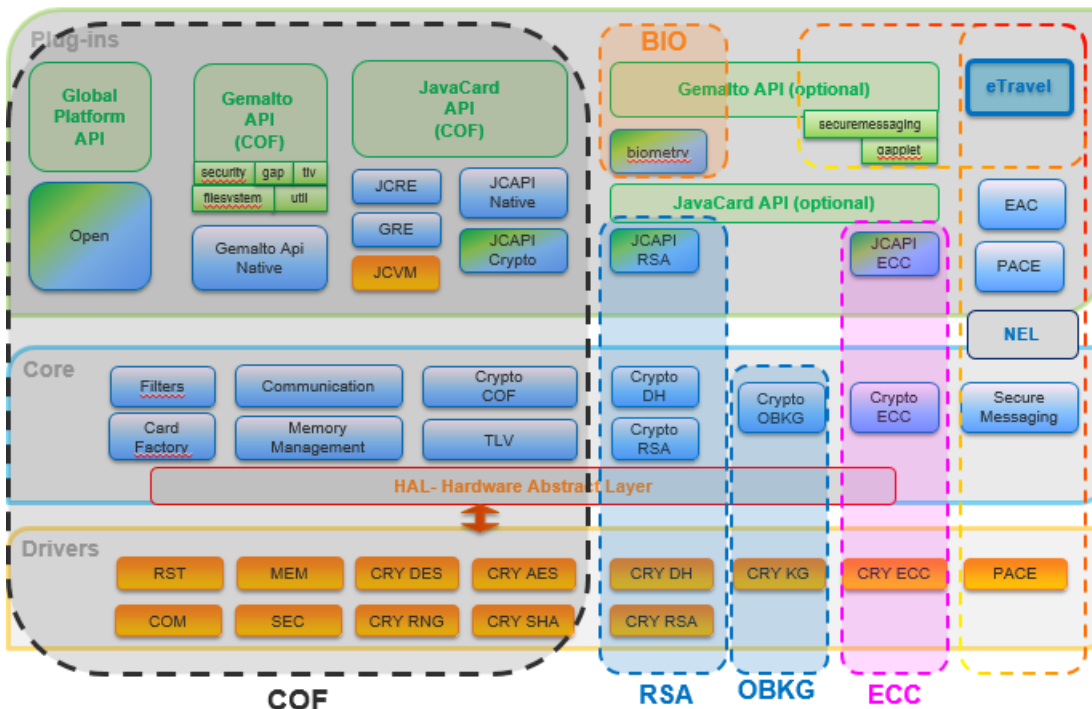 Plug-ins
Global
Platform
API
Gemalto
API
(COF)
security
gap
tlv
filesystem
util
JavaCard
API
(COF)
Open
Gemalto Api
Native
JCRE
GRE
JCVM
JCAPI
Native
JCAPI
Crypto
BIO
Gemalto API (optional)
securemessaging
gapplet
biometry
JavaCard API (optional)
JCAPI
RSA
JCAPI
ECC
eTravel
EAC
PACE
NEL
Core
Filters
Communication
Crypto
COF
Card
Factory
Memory
Management
TLV
Crypto
DH
Crypto
RSA
Crypto
OBKG
Crypto
ECC
Secure
Messaging
HAL- Hardware Abstract Layer
Drivers
RST
MEM
CRY DES
CRY AES
CRY DH
CRY KG
CRY ECC
PACE
COM
SEC
CRY RNG
CRY SHA
CRY RSA
COF
RSA
OBKG
ECC